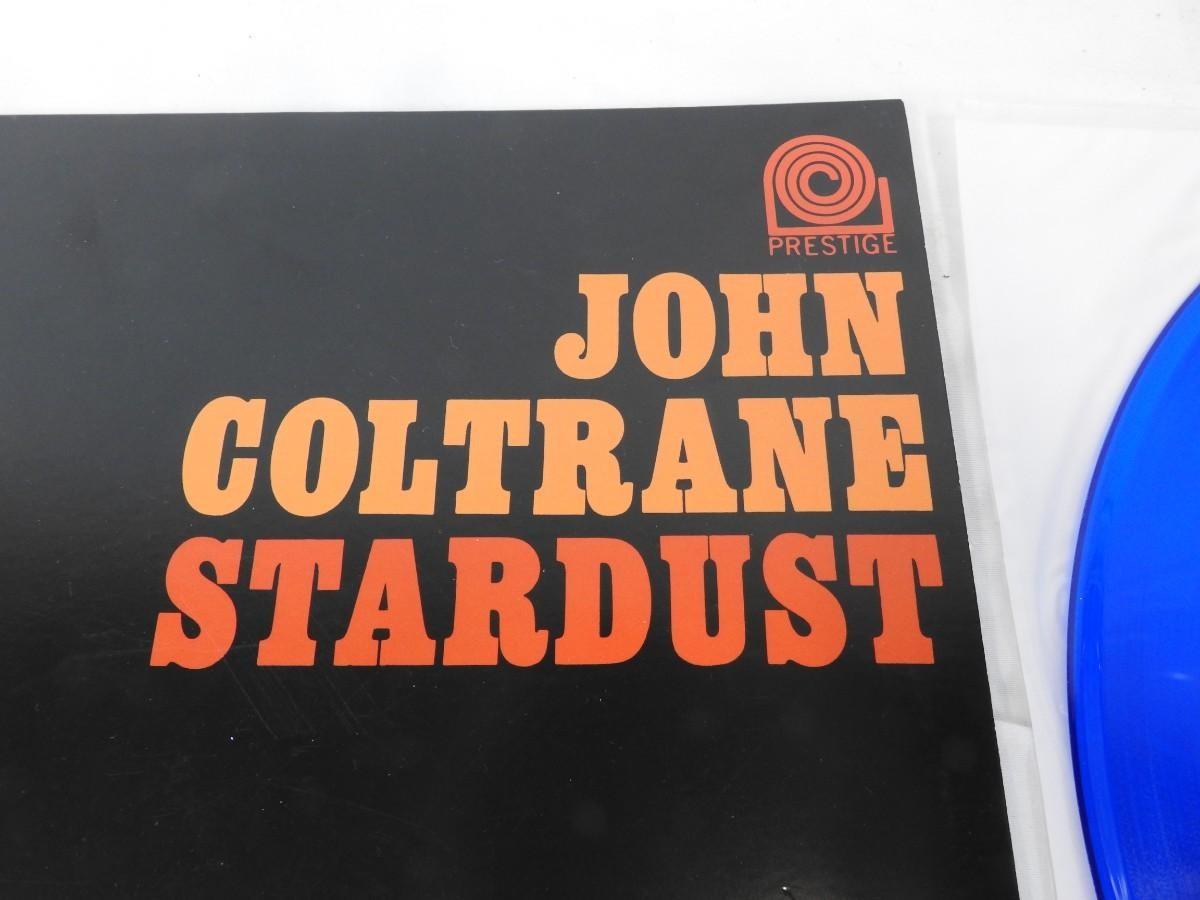 PRESTIGE
JOHN
COLTRANE
STARDUST